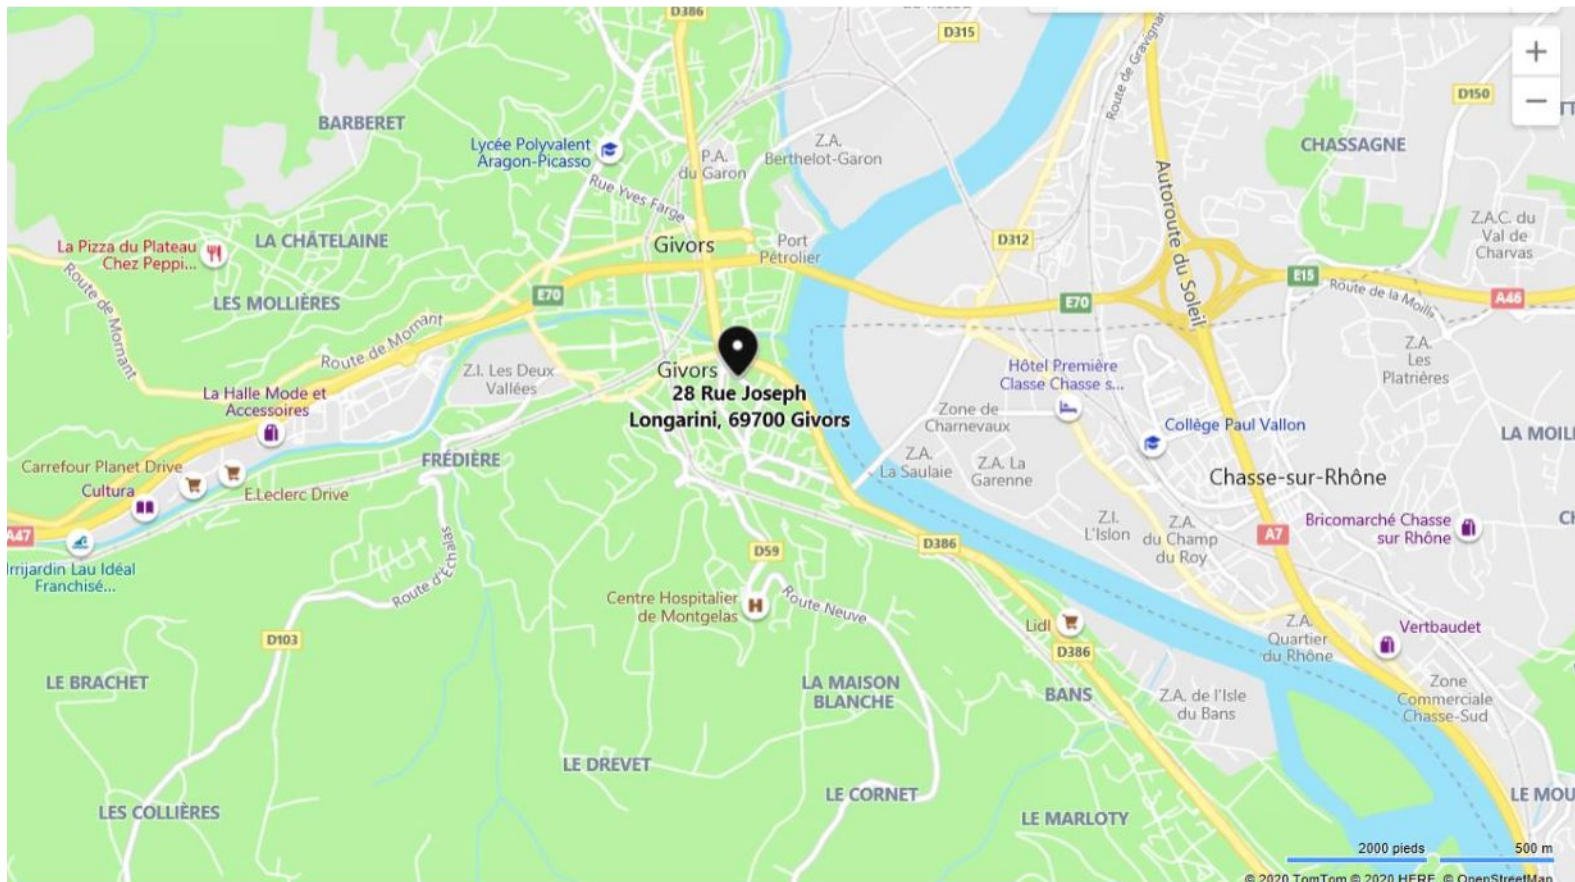 D386
D315
D150
BARBERET
Lycée Polyvalent
Aragon-Picasso
P.A.
du Garon
Z.A.
Berthelot-Garon
Route de Gravignan
CHASSAGNE
Rue Yves Farge
Autoroute du Soleil
Z.A.C. du
Val de
Charvas
La Pizza du Plateau
Chez Peppi...
LA CHÂTELAINE
Givors
Port
Pétrolier
D312
Route de Mornant
LES MOLLIÈRES
E70
E70
E15
Route de la Moille
A46
Route de Mornant
Z.I. Les Deux
Vallées
Givors
28 Rue Joseph
Longarini, 69700 Givors
Hôtel Première
Classe Chasse s...
Z.A.
Les
Platrières
La Halle Mode et
Accessoires
Zone de
Charnevaux
Collège Paul Vallon
LA MOIL
FRÉDIÈRE
Z.A.
La Saulaie
Z.A. La
Garenne
Chasse-sur-Rhône
Carrefour Planet Drive
Cultura
E.Leclerc Drive
A47
Irrijardin Lau Idéal
Franchisé...
Route d'Échalas
D59
D386
Z.I.
L'Islon
Z.A.
du Champ
du Roy
A7
Bricomarché Chasse
sur Rhône
CH
Centre Hospitalier
de Montgelas
Route Neuve
D103
Lidl
D386
Z.A.
Quartier
du Rhône
Vertbaudet
LE BRACHET
LA MAISON
BLANCHE
BANS
Z.A. de l'Isle
du Bans
Zone
Commerciale
Chasse-Sud
LE DREVET
LES COLLIÈRES
LE CORNET
LE MARLOTY
LE MOU
2000 pieds
500 m
© 2020 TomTom © 2020 HERE, © OpenStreetMap